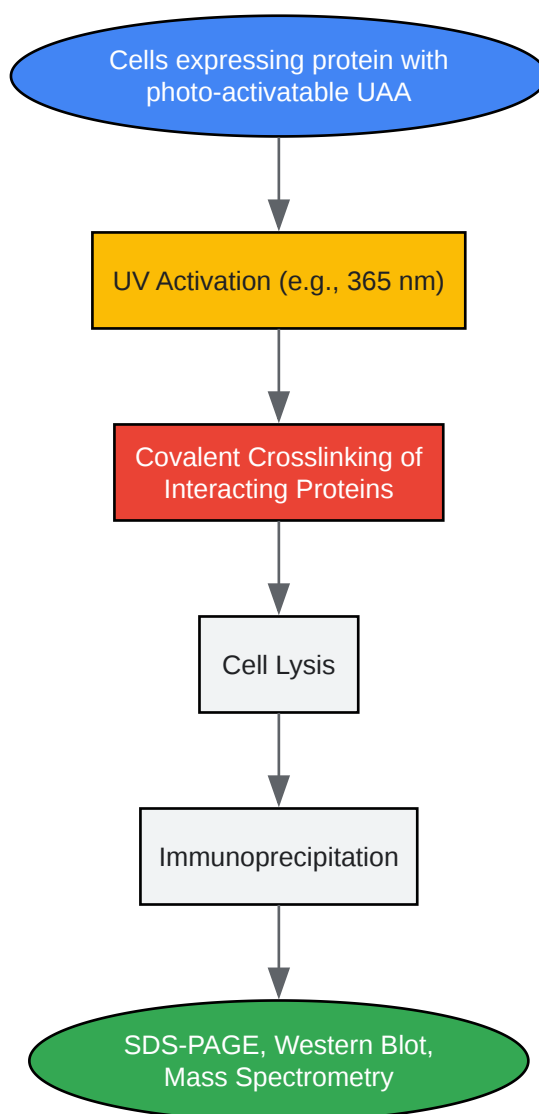 Cells expressing protein with
photo-activatable UAA
UV Activation (e.g., 365 nm)
Covalent Crosslinking of
Interacting Proteins
Cell Lysis
Immunoprecipitation
SDS-PAGE, Western Blot,
Mass Spectrometry